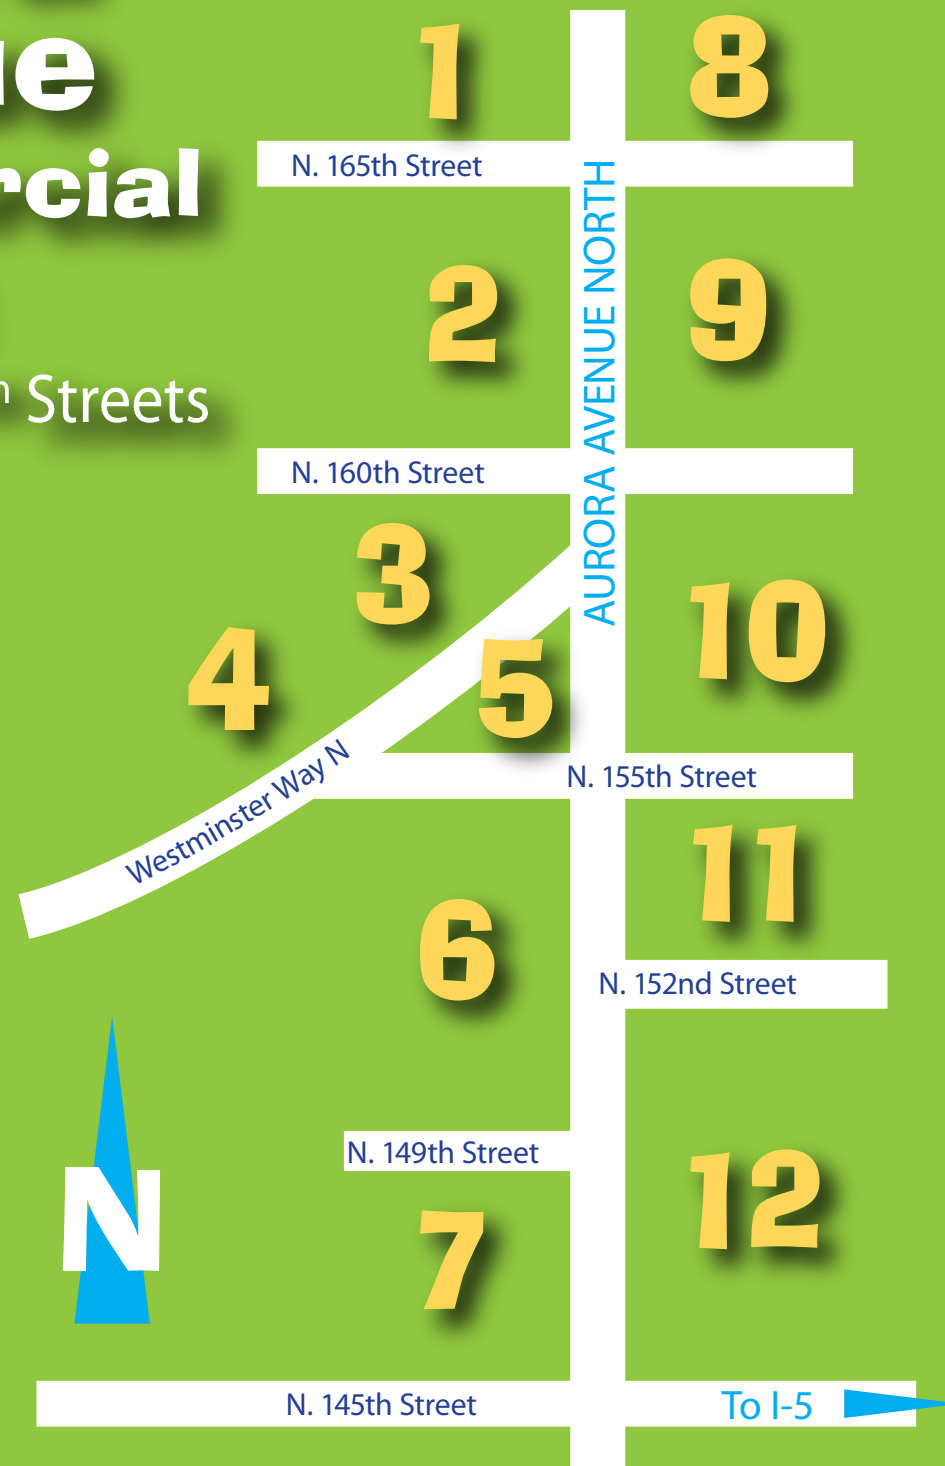 1
8
N. 165th Street
AURORA AVENUE NORTH
2
9
Streets
N. 160th Street
3
4
5
10
Westminster Way N
N. 155th Street
11
6
N. 152nd Street
N
N. 149th Street
12
7
N. 145th Street
To I-5